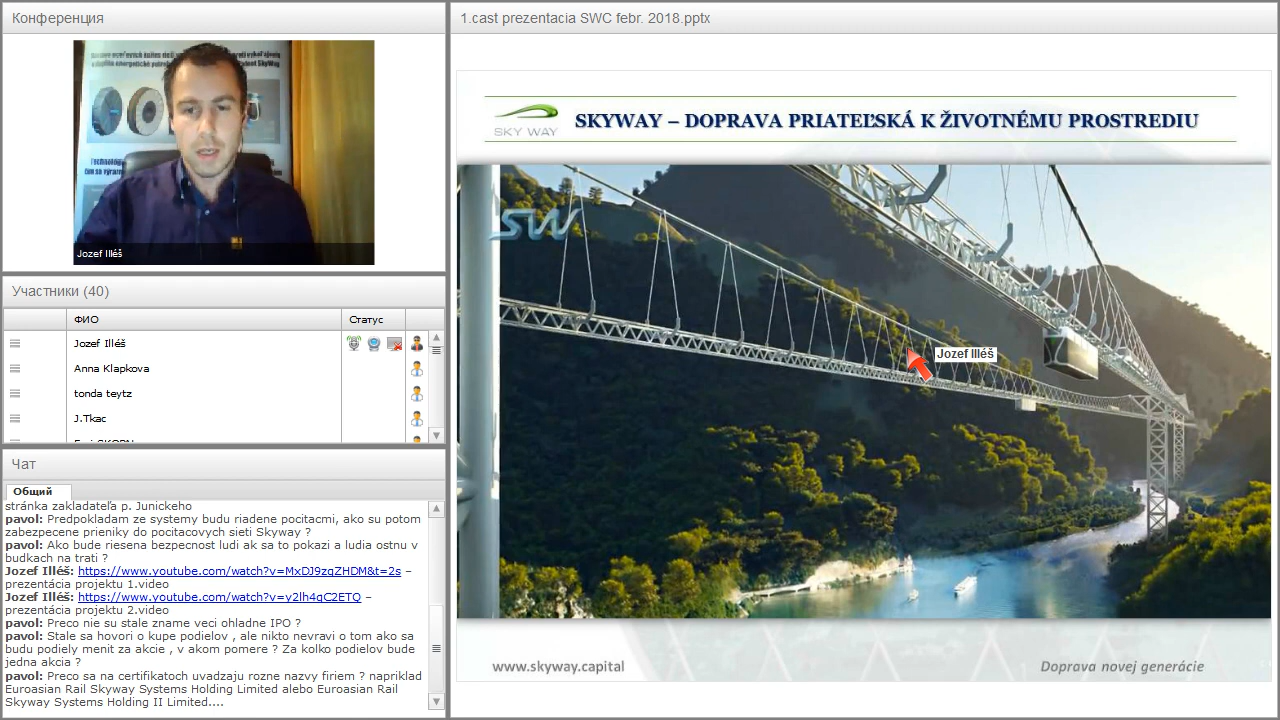 Конференция
Jozef Illéš
Участники (40)
ФИО
Статус
Jozef Illéš
Anna Klapkova
tonda teytz
J.Tkac
Чат
Общий
stránka zakladateľa p. Junickeho
pavol: Predpokladam ze systemy budu riadene pocitacmi, ako su potom
zabezpecene prieniky do pocitacovych sieti Skyway ?
pavol: Ako bude riesena bezpecnost ludi ak sa to pokazi a ludia ostnu v
budkach na trati ?
Jozef Illéš: https://www.youtube.com/watch?v=MxDJ9zqZHDM&t=2s –
prezentácia projektu 1.video
Jozef Illéš: https://www.youtube.com/watch?v=y2lh4gC2ETQ –
prezentácia projektu 2.video
pavol: Preco nie su stale zname veci ohladne IPO ?
pavol: Stale sa hovori o kupe podielov , ale nikto nevravi o tom ako sa
budu podiely menit za akcie , v akom pomere ? Za kolko podielov bude
jedna akcia ?
pavol: Preco sa na certifikatoch uvadzaju rozne nazvy firiem ? napriklad
Euroasian Rail Skyway Systems Holding Limited alebo Euroasian Rail
Skyway Systems Holding II Limited....
1.cast prezentacia SWC febr. 2018.pptx
SKY WAY
SKYWAY – DOPRAVA PRIATEĽSKÁ K ŽIVOTNÉMU PROSTREDIU
SW
Jozef Illéš
www.skyway.capital
Doprava novej generácie